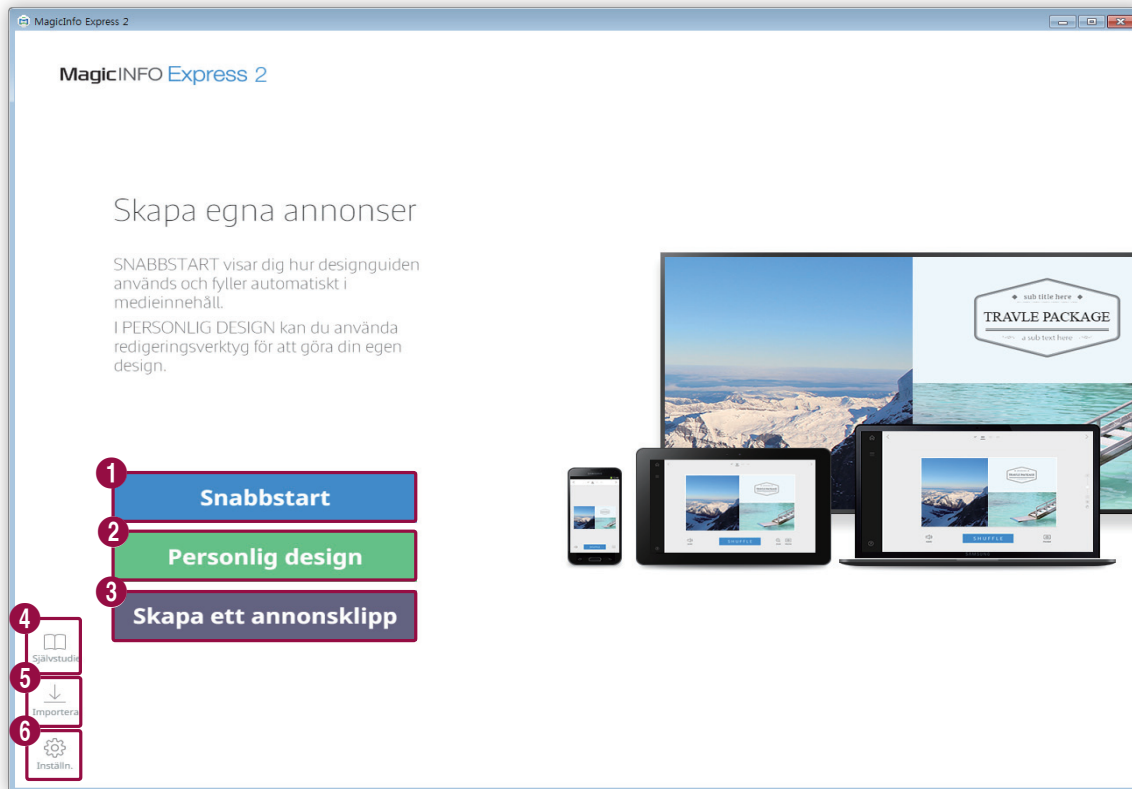 MagicInfo Express 2
MagicINFO Express 2
Skapa egna annonser
SNABBSTART visar dig hur designguiden
används och fyller automatiskt i
medieinnehåll.
I PERSONLIG DESIGN kan du använda
redigeringsverktyg för att göra din egen
design.
1
Snabbstart
2
Personlig design
3
Skapa ett annonsklipp
4
Självstudie
5
Importera
6
Inställn.
sub title here
TRAVLE PACKAGE
a sub text here
SHUFFLE
SHUFFLE
SAMSUNG